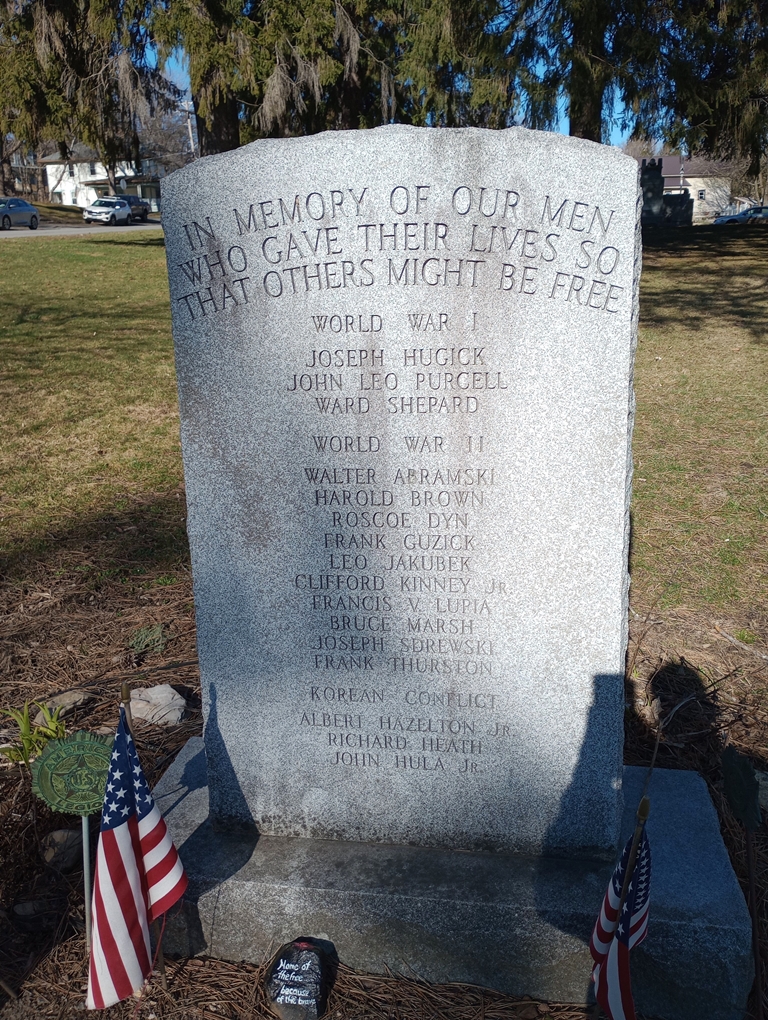 IN MEMORY OF OUR MEN
WHO GAVE THEIR LIVES SO
THAT OTHERS MIGHT BE FREE
WORLD WAR I
JOSEPH HUGICK
JOHN LEO PURCELL
WARD SHEPARD
WORLD WAR II
WALTER ABRAMSKI
HAROLD BROWN
ROSCOE DYN
FRANK GUZICK
LEO JAKUBEK
CLIFFORD KINNEY JR.
FRANCIS V. LUPIA
BRUCE MARSH
JOSEPH SDREWSKI
FRANK THURSTON
KOREAN CONFLICT
ALBERT HAZELTON JR.
RICHARD HEATH
JOHN HULA JR.
AMERICAN
US
LEGION
Home of
the free
because
of the brave